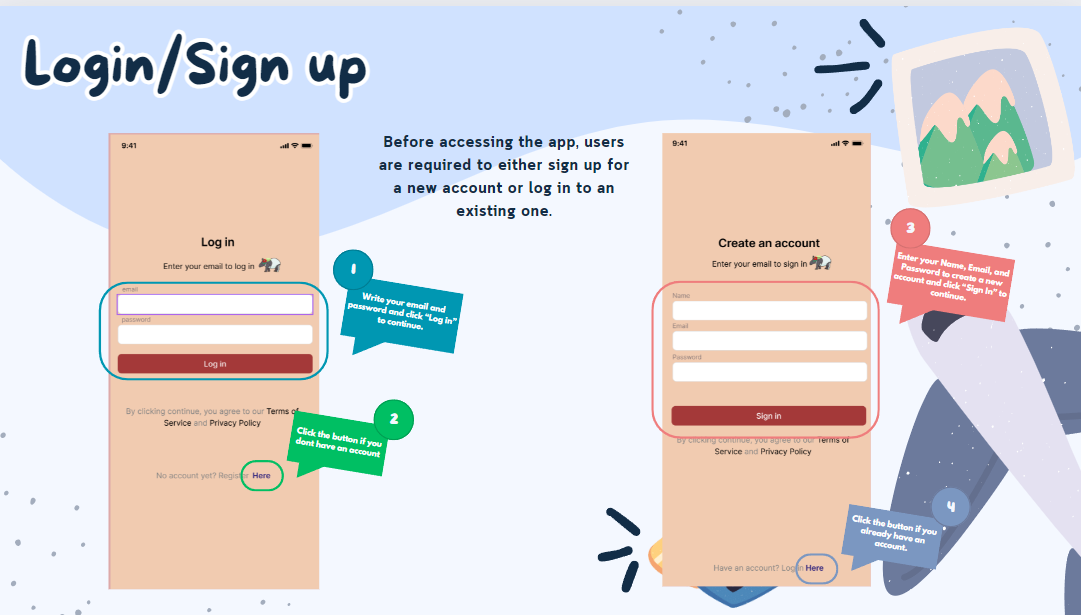 Login/Sign up
Before accessing the app, users
are required to either sign up for
a new account or log in to an
existing one.
9:41
Log in
Enter your email to log in
email
password
Log in
By clicking continue, you agree to our Terms of
Service and Privacy Policy
No account yet? Register Here
1
Write your email and
password and click "Log in"
to continue.
2
Click the button if you
dont have an account
9:41
Create an account
Enter your email to sign in
Name
Email
Password
Sign in
By clicking continue, you agree to our Terms of
Service and Privacy Policy
Have an account? Log in Here
3
Enter your Name, Email, and
Password to create a new
account and click "Sign In" to
continue.
4
Click the button if you
already have an
account.